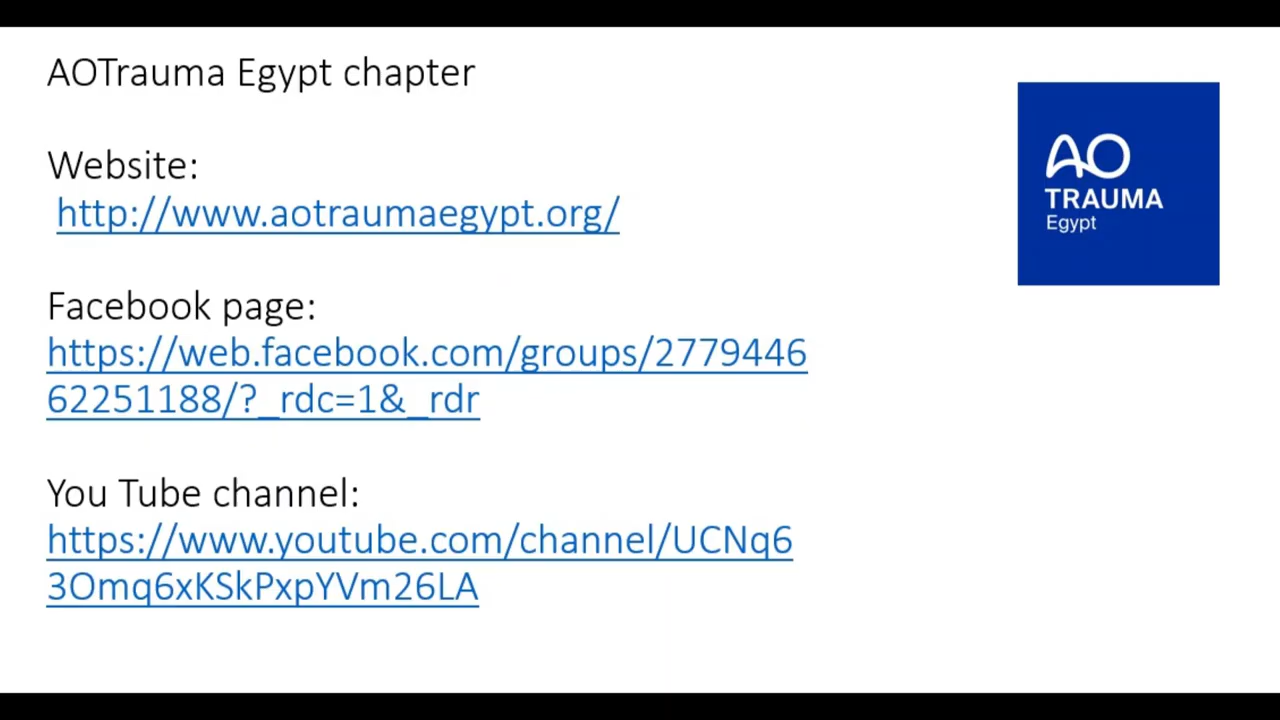 AOTrauma Egypt chapter
Website:
http://www.aotraumaegypt.org/
Facebook page:
https://web.facebook.com/groups/2779446
62251188/?_rdc=1&_rdr
You Tube channel:
https://www.youtube.com/channel/UCNq6
3Omq6xKSkPxpYVm26LA
AO
TRAUMA
Egypt